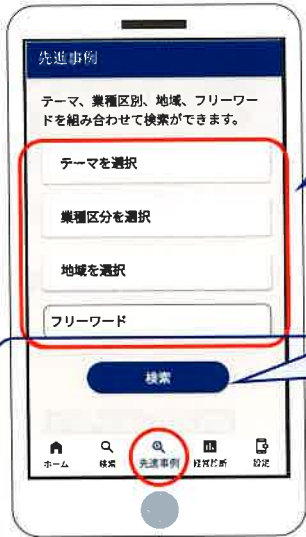 先進事例
テーマ、業種区別、地域、フリーワー
ドを組み合わせて検索ができます。
テーマを選択
業種区分を選択
地域を選択
フリーワード
検索
ホーム 検索 先進事例 経営診断 設定